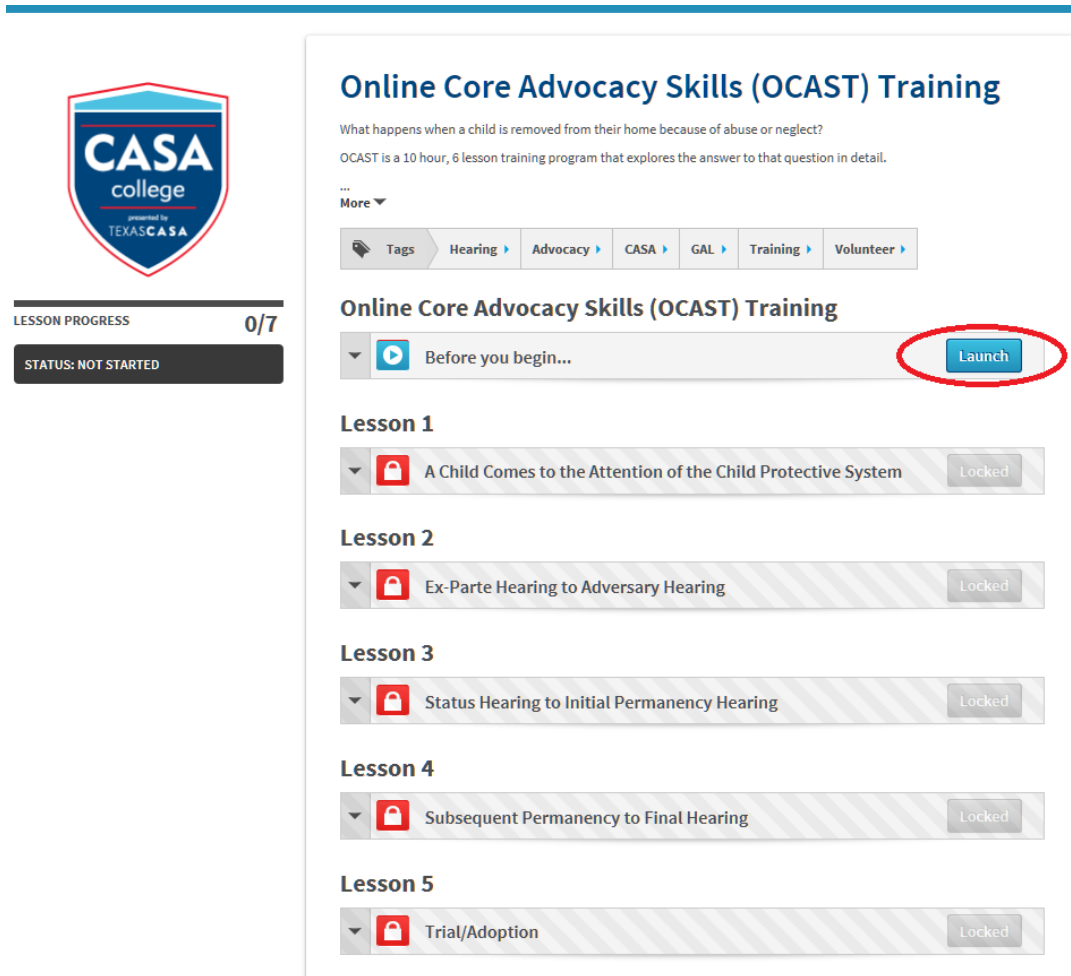 CASA
college
presented by
TEXASCASA
LESSON PROGRESS 0/7
STATUS: NOT STARTED
Online Core Advocacy Skills (OCAST) Training
What happens when a child is removed from their home because of abuse or neglect?
OCAST is a 10 hour, 6 lesson training program that explores the answer to that question in detail.
...
More
Tags Hearing Advocacy CASA GAL Training Volunteer
Online Core Advocacy Skills (OCAST) Training
Before you begin... Launch
Lesson 1
A Child Comes to the Attention of the Child Protective System Locked
Lesson 2
Ex-Parte Hearing to Adversary Hearing Locked
Lesson 3
Status Hearing to Initial Permanency Hearing Locked
Lesson 4
Subsequent Permanency to Final Hearing Locked
Lesson 5
Trial/Adoption Locked